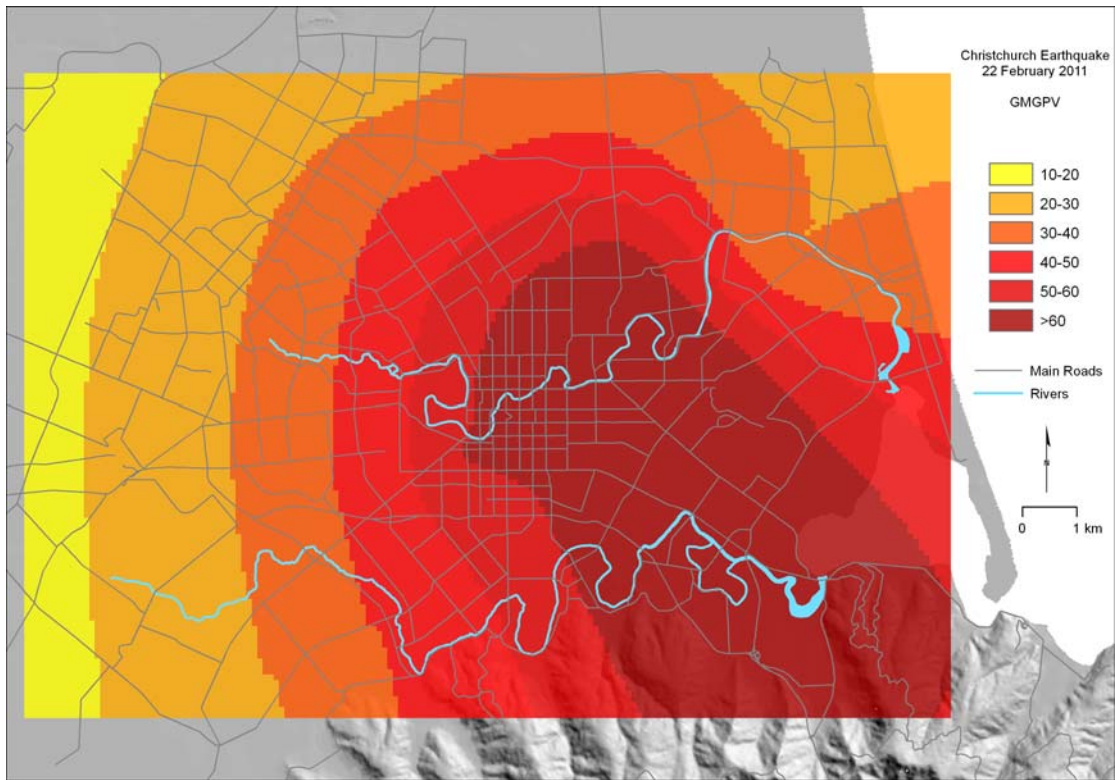 Christchurch Earthquake
22 February 2011
GMGPV
10-20
20-30
30-40
40-50
50-60
>60
Main Roads
Rivers
N
0 1 km